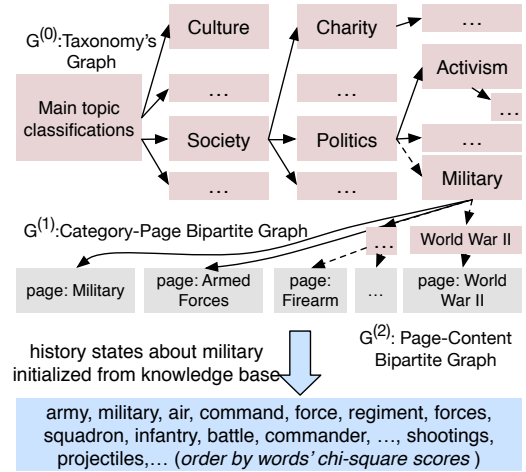 G(0):Taxonomy's
Graph
Culture
Charity
…
Main topic
classifications
…
…
Activism
…
Society
Politics
…
…
…
Military
G(1):Category-Page Bipartite Graph
…
World War II
page: Military
page: Armed
Forces
page:
Firearm
…
page: World
War II
G(2): Page-Content
Bipartite Graph
history states about military
initialized from knowledge base
army, military, air, command, force, regiment, forces,
squadron, infantry, battle, commander, …, shootings,
projectiles,… (order by words' chi-square scores )